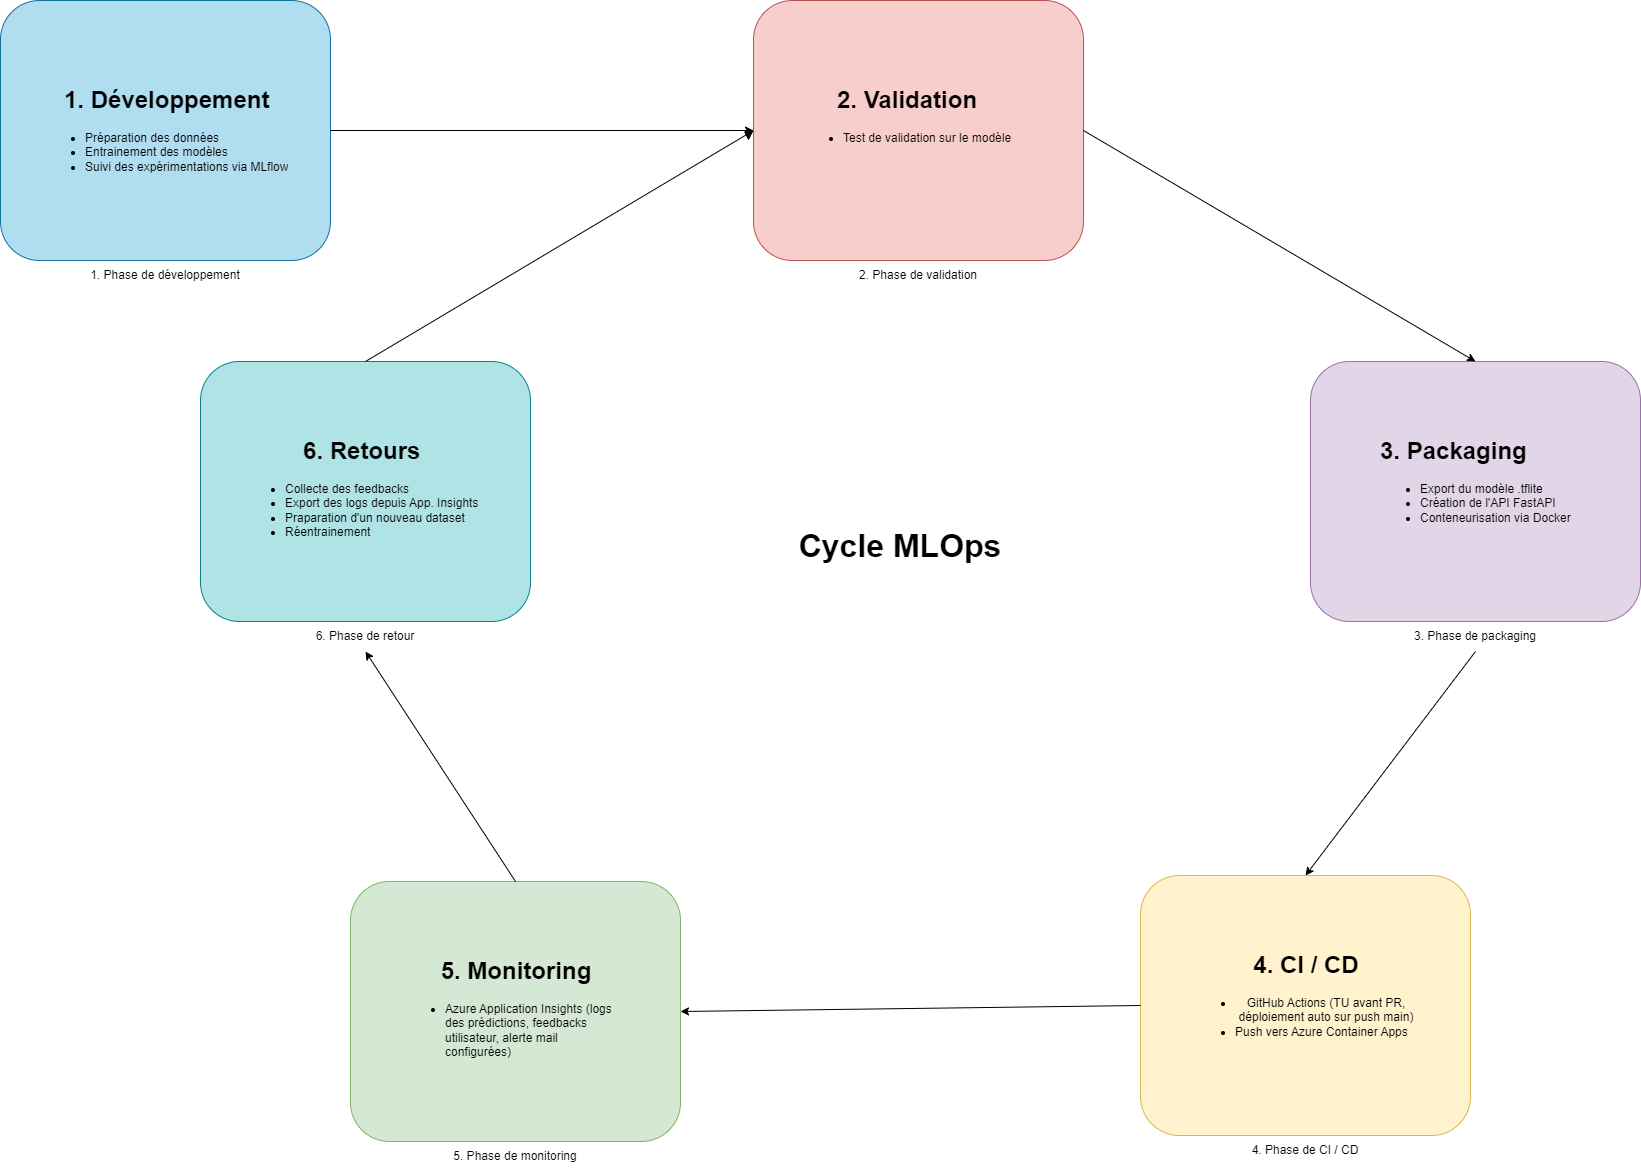 1. Développement
Préparation des données
Entrainement des modèles
Suivi des expérimentations via MLflow
1. Phase de développement
2. Validation
Test de validation sur le modèle
2. Phase de validation
3. Packaging
Export du modèle .tflite
Création de l'API FastAPI
Conteneurisation via Docker
3. Phase de packaging
Cycle MLOps
6. Retours
Collecte des feedbacks
Export des logs depuis App. Insights
Praparation d'un nouveau dataset
Réentrainement
6. Phase de retour
5. Monitoring
Azure Application Insights (logs
des prédictions, feedbacks
utilisateur, alerte mail
configurées)
5. Phase de monitoring
4. CI / CD
GitHub Actions (TU avant PR,
déploiement auto sur push main)
Push vers Azure Container Apps
4. Phase de CI / CD